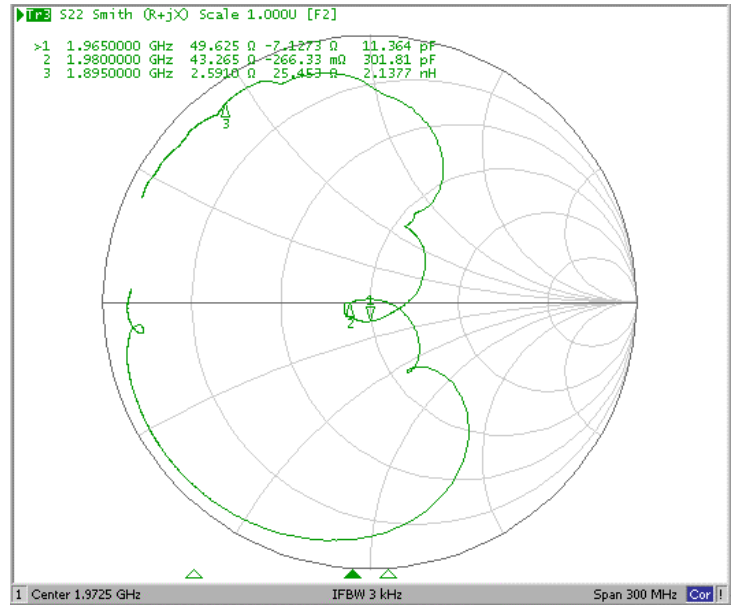 Tr3 S22 Smith (R+jX) Scale 1.000U [F2]
>1 1.9650000 GHz 49.625 Ω -7.1273 Ω 11.364 pF
2 1.9800000 GHz 43.265 Ω -266.33 mΩ 301.81 pF
3 1.8950000 GHz 2.5910 Ω 25.453 Ω 2.1377 nH
3
1
2
1 Center 1.9725 GHz IFBW 3 kHz Span 300 MHz Cor !